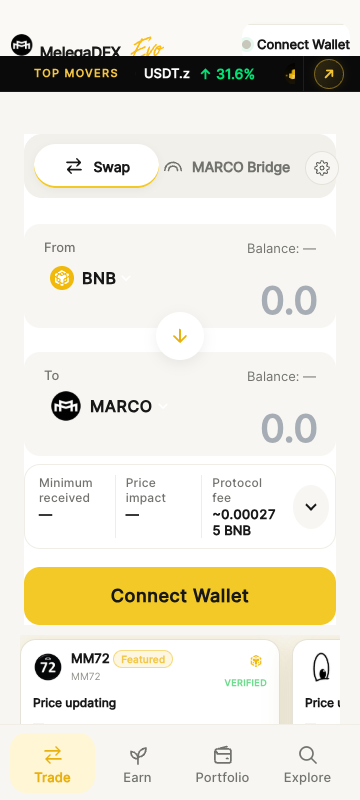 MelegaDEX Evo
Connect Wallet
TOP MOVERS USDT.z ↑ 31.6%
Swap
MARCO Bridge
From
Balance: —
BNB
0.0
To
Balance: —
MARCO
0.0
Minimum received
—
Price impact
—
Protocol fee
~0.00027
5 BNB
Connect Wallet
72
MM72 Featured
MM72
VERIFIED
Price updating
Price u
Trade
Earn
Portfolio
Explore